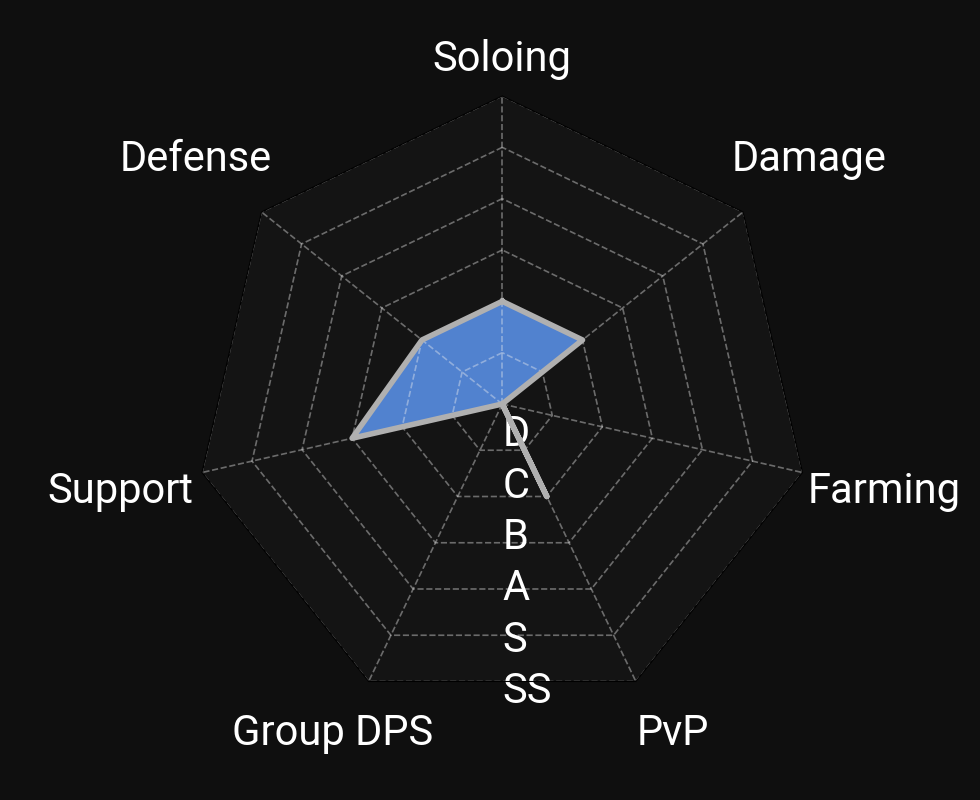 Soloing
Defense
Damage
D
C
Support
Farming
B
A
S
SS
Group DPS
PvP